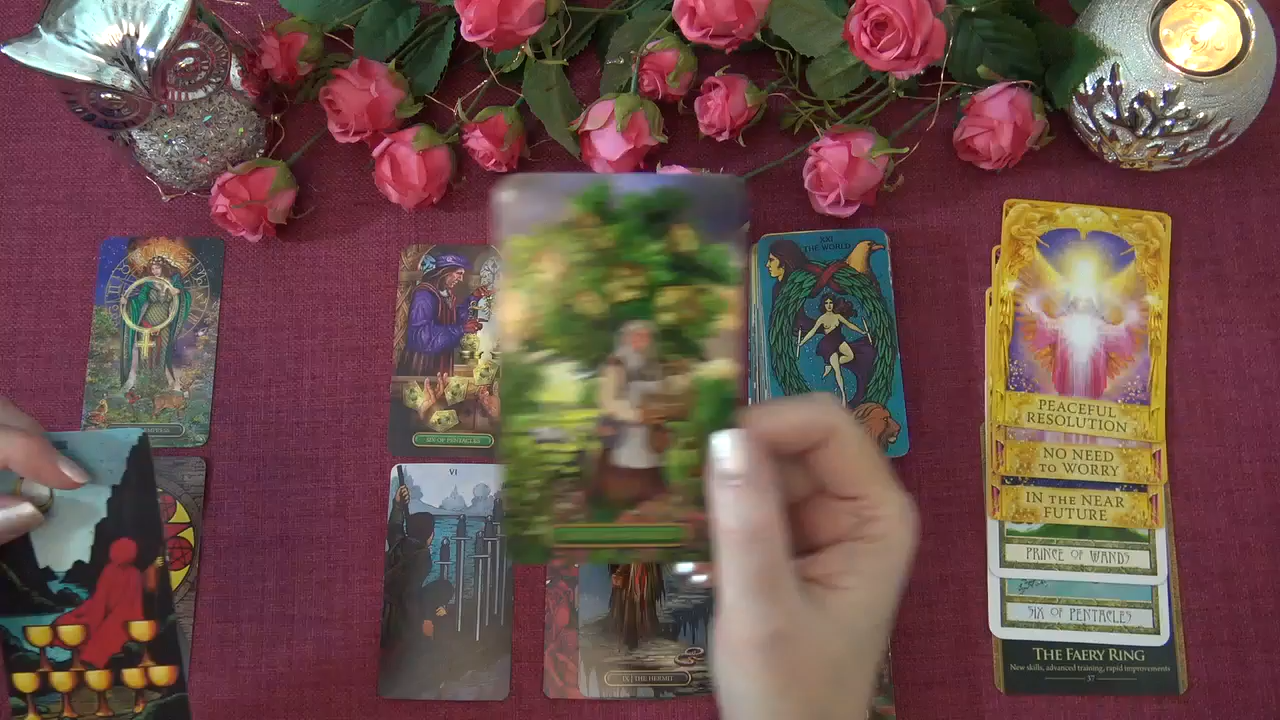 XXI
THE WORLD
SIX OF PENTACLES
VI
IX | THE HERMIT
PEACEFUL
RESOLUTION
NO NEED
TO WORRY
IN THE NEAR
FUTURE
PRINCE OF WANDS
SIX OF PENTACLES
THE FAERY RING
New skills, advanced training, rapid improvements
37